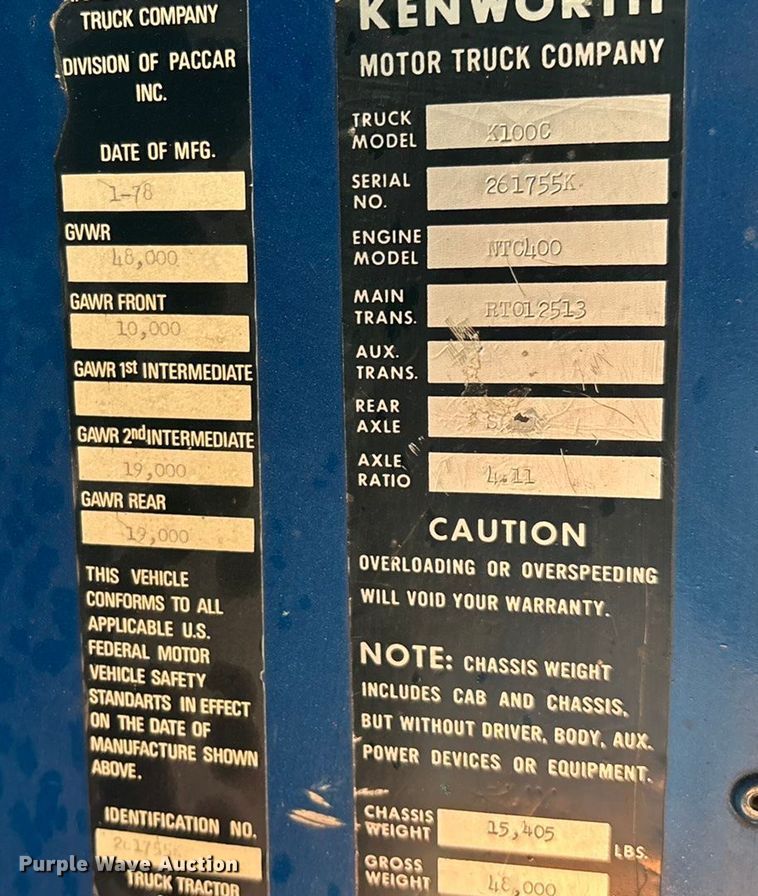 TRUCK COMPANY
DIVISION OF PACCAR
INC.
DATE OF MFG.
1-78
GVWR
48,000
GAWR FRONT
10,000
GAWR 1st INTERMEDIATE
GAWR 2nd INTERMEDIATE
19,000
GAWR REAR
19,000
THIS VEHICLE
CONFORMS TO ALL
APPLICABLE U.S.
FEDERAL MOTOR
VEHICLE SAFETY
STANDARTS IN EFFECT
ON THE DATE OF
MANUFACTURE SHOWN
ABOVE.
IDENTIFICATION NO.
TRUCK TRACTOR
KENWORTH
MOTOR TRUCK COMPANY
TRUCK MODEL K100C
SERIAL NO. 261755K
ENGINE MODEL NTC400
MAIN TRANS. RTO12513
AUX. TRANS.
REAR AXLE
AXLE RATIO 4.11
CAUTION
OVERLOADING OR OVERSPEEDING
WILL VOID YOUR WARRANTY.
NOTE: CHASSIS WEIGHT
INCLUDES CAB AND CHASSIS,
BUT WITHOUT DRIVER, BODY, AUX.
POWER DEVICES OR EQUIPMENT.
CHASSIS WEIGHT 15,405 LBS.
GROSS WEIGHT 48,000
Purple Wave Auction